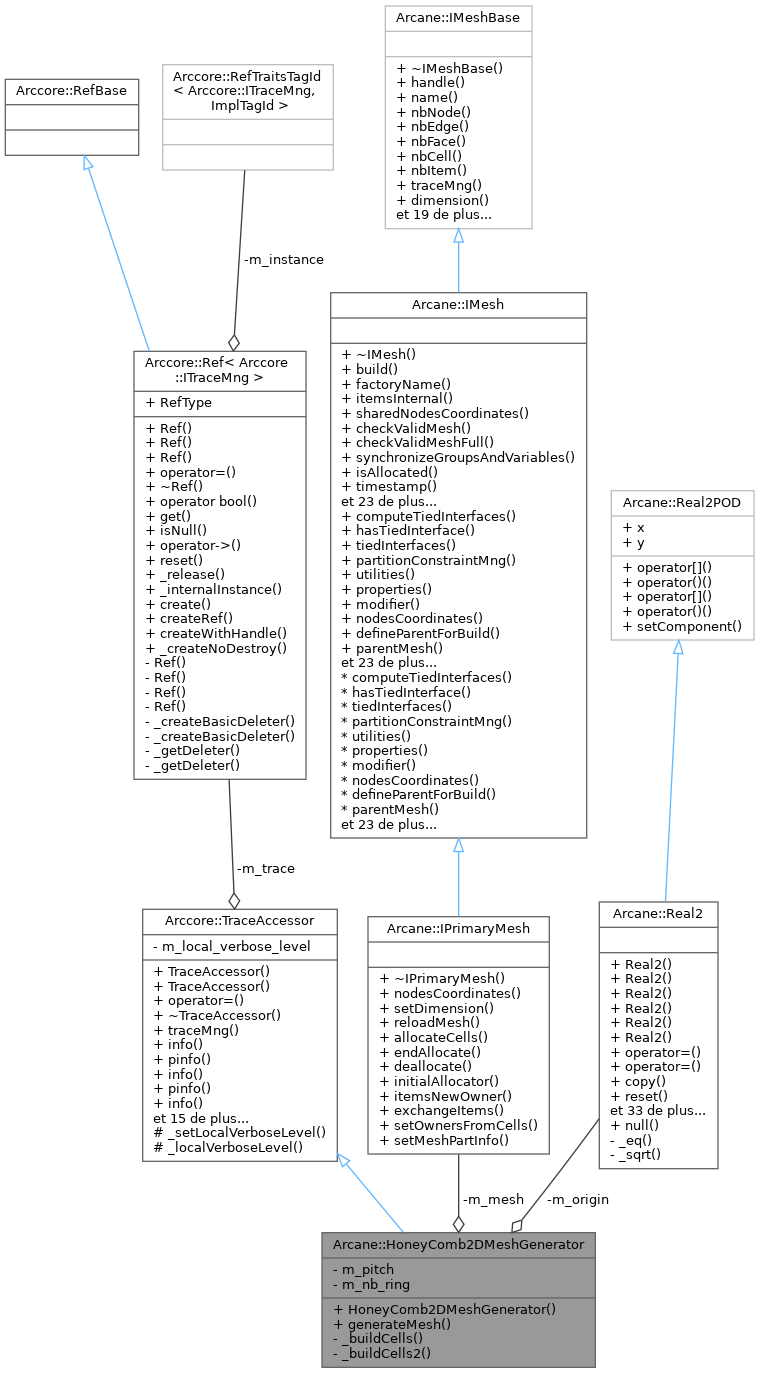 Arcane::IMeshBase
+ ~IMeshBase()
+ handle()
+ name()
+ nbNode()
+ nbEdge()
+ nbFace()
+ nbCell()
+ nbItem()
+ traceMng()
+ dimension()
et 19 de plus...
Arccore::RefBase
Arccore::RefTraitsTagId
< Arccore::ITraceMng,
ImplTagId >
-m_instance
Arccore::Ref< Arccore
::ITraceMng >
+ RefType
+ Ref()
+ Ref()
+ Ref()
+ operator=()
+ ~Ref()
+ operator bool()
+ get()
+ isNull()
+ operator->()
+ reset()
+ _release()
+ _internalInstance()
+ create()
+ createRef()
+ createWithHandle()
+ _createNoDestroy()
- Ref()
- Ref()
- Ref()
- Ref()
- _createBasicDeleter()
- _createBasicDeleter()
- _getDeleter()
- _getDeleter()
Arcane::IMesh
+ ~IMesh()
+ build()
+ factoryName()
+ itemsInternal()
+ sharedNodesCoordinates()
+ checkValidMesh()
+ checkValidMeshFull()
+ synchronizeGroupsAndVariables()
+ isAllocated()
+ timestamp()
et 23 de plus...
+ computeTiedInterfaces()
+ hasTiedInterface()
+ tiedInterfaces()
+ partitionConstraintMng()
+ utilities()
+ properties()
+ modifier()
+ nodesCoordinates()
+ defineParentForBuild()
+ parentMesh()
et 23 de plus...
* computeTiedInterfaces()
* hasTiedInterface()
* tiedInterfaces()
* partitionConstraintMng()
* utilities()
* properties()
* modifier()
* nodesCoordinates()
* defineParentForBuild()
* parentMesh()
et 23 de plus...
Arcane::Real2POD
+ x
+ y
+ operator[]()
+ operator()()
+ operator[]()
+ operator()()
+ setComponent()
-m_trace
Arccore::TraceAccessor
- m_local_verbose_level
+ TraceAccessor()
+ TraceAccessor()
+ operator=()
+ ~TraceAccessor()
+ traceMng()
+ info()
+ pinfo()
+ info()
+ pinfo()
+ info()
et 15 de plus...
# _setLocalVerboseLevel()
# _localVerboseLevel()
Arcane::IPrimaryMesh
+ ~IPrimaryMesh()
+ nodesCoordinates()
+ setDimension()
+ reloadMesh()
+ allocateCells()
+ endAllocate()
+ deallocate()
+ initialAllocator()
+ itemsNewOwner()
+ exchangeItems()
+ setOwnersFromCells()
+ setMeshPartInfo()
Arcane::Real2
+ Real2()
+ Real2()
+ Real2()
+ Real2()
+ Real2()
+ Real2()
+ operator=()
+ operator=()
+ copy()
+ reset()
et 33 de plus...
+ null()
- _eq()
- _sqrt()
-m_mesh
-m_origin
Arcane::HoneyComb2DMeshGenerator
- m_pitch
- m_nb_ring
+ HoneyComb2DMeshGenerator()
+ generateMesh()
- _buildCells()
- _buildCells2()